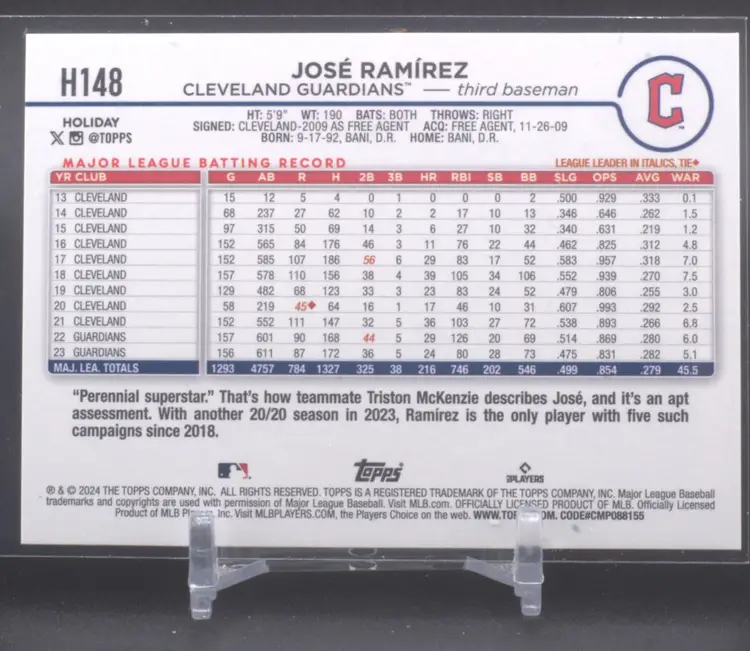 H148
JOSÉ RAMÍREZ
CLEVELAND GUARDIANS™ — third baseman
C
HOLIDAY
X @TOPPS
HT: 5'9" WT: 190 BATS: BOTH THROWS: RIGHT
SIGNED: CLEVELAND-2009 AS FREE AGENT ACQ: FREE AGENT, 11-26-09
BORN: 9-17-92, BANI, D.R. HOME: BANI, D.R.
MAJOR LEAGUE BATTING RECORD LEAGUE LEADER IN ITALICS, TIE♦
YR CLUB G AB R H 2B 3B HR RBI SB BB SLG OPS AVG WAR
13 CLEVELAND 15 12 5 4 0 1 0 0 0 2 .500 .929 .333 0.1
14 CLEVELAND 68 237 27 62 10 2 2 17 10 13 .346 .646 .262 1.5
15 CLEVELAND 97 315 50 69 14 3 6 27 10 32 .340 .631 .219 1.2
16 CLEVELAND 152 565 84 176 46 3 11 76 22 44 .462 .825 .312 4.8
17 CLEVELAND 152 585 107 186 56 6 29 83 17 52 .583 .957 .318 7.0
18 CLEVELAND 157 578 110 156 38 4 39 105 34 106 .552 .939 .270 7.5
19 CLEVELAND 129 482 68 123 33 3 23 83 24 52 .479 .806 .255 3.0
20 CLEVELAND 58 219 45♦ 64 16 1 17 46 10 31 .607 .993 .292 2.5
21 CLEVELAND 152 552 111 147 32 5 36 103 27 72 .538 .893 .266 6.8
22 GUARDIANS 157 601 90 168 44 5 29 126 20 69 .514 .869 .280 6.0
23 GUARDIANS 156 611 87 172 36 5 24 80 28 73 .475 .831 .282 5.1
MAJ. LEA. TOTALS 1293 4757 784 1327 325 38 216 746 202 546 .499 .854 .279 45.5
"Perennial superstar." That's how teammate Triston McKenzie describes José, and it's an apt
assessment. With another 20/20 season in 2023, Ramírez is the only player with five such
campaigns since 2018.
topps
PLAYERS
® & © 2024 THE TOPPS COMPANY, INC. ALL RIGHTS RESERVED. TOPPS IS A REGISTERED TRADEMARK OF THE TOPPS COMPANY, INC. Major League Baseball
trademarks and copyrights are used with permission of Major League Baseball. Visit MLB.com. OFFICIALLY LICENSED PRODUCT OF MLB. Officially Licensed
Product of MLB Inc. Visit MLBPLAYERS.COM, the Players Choice on the web. CODE#CMP088155